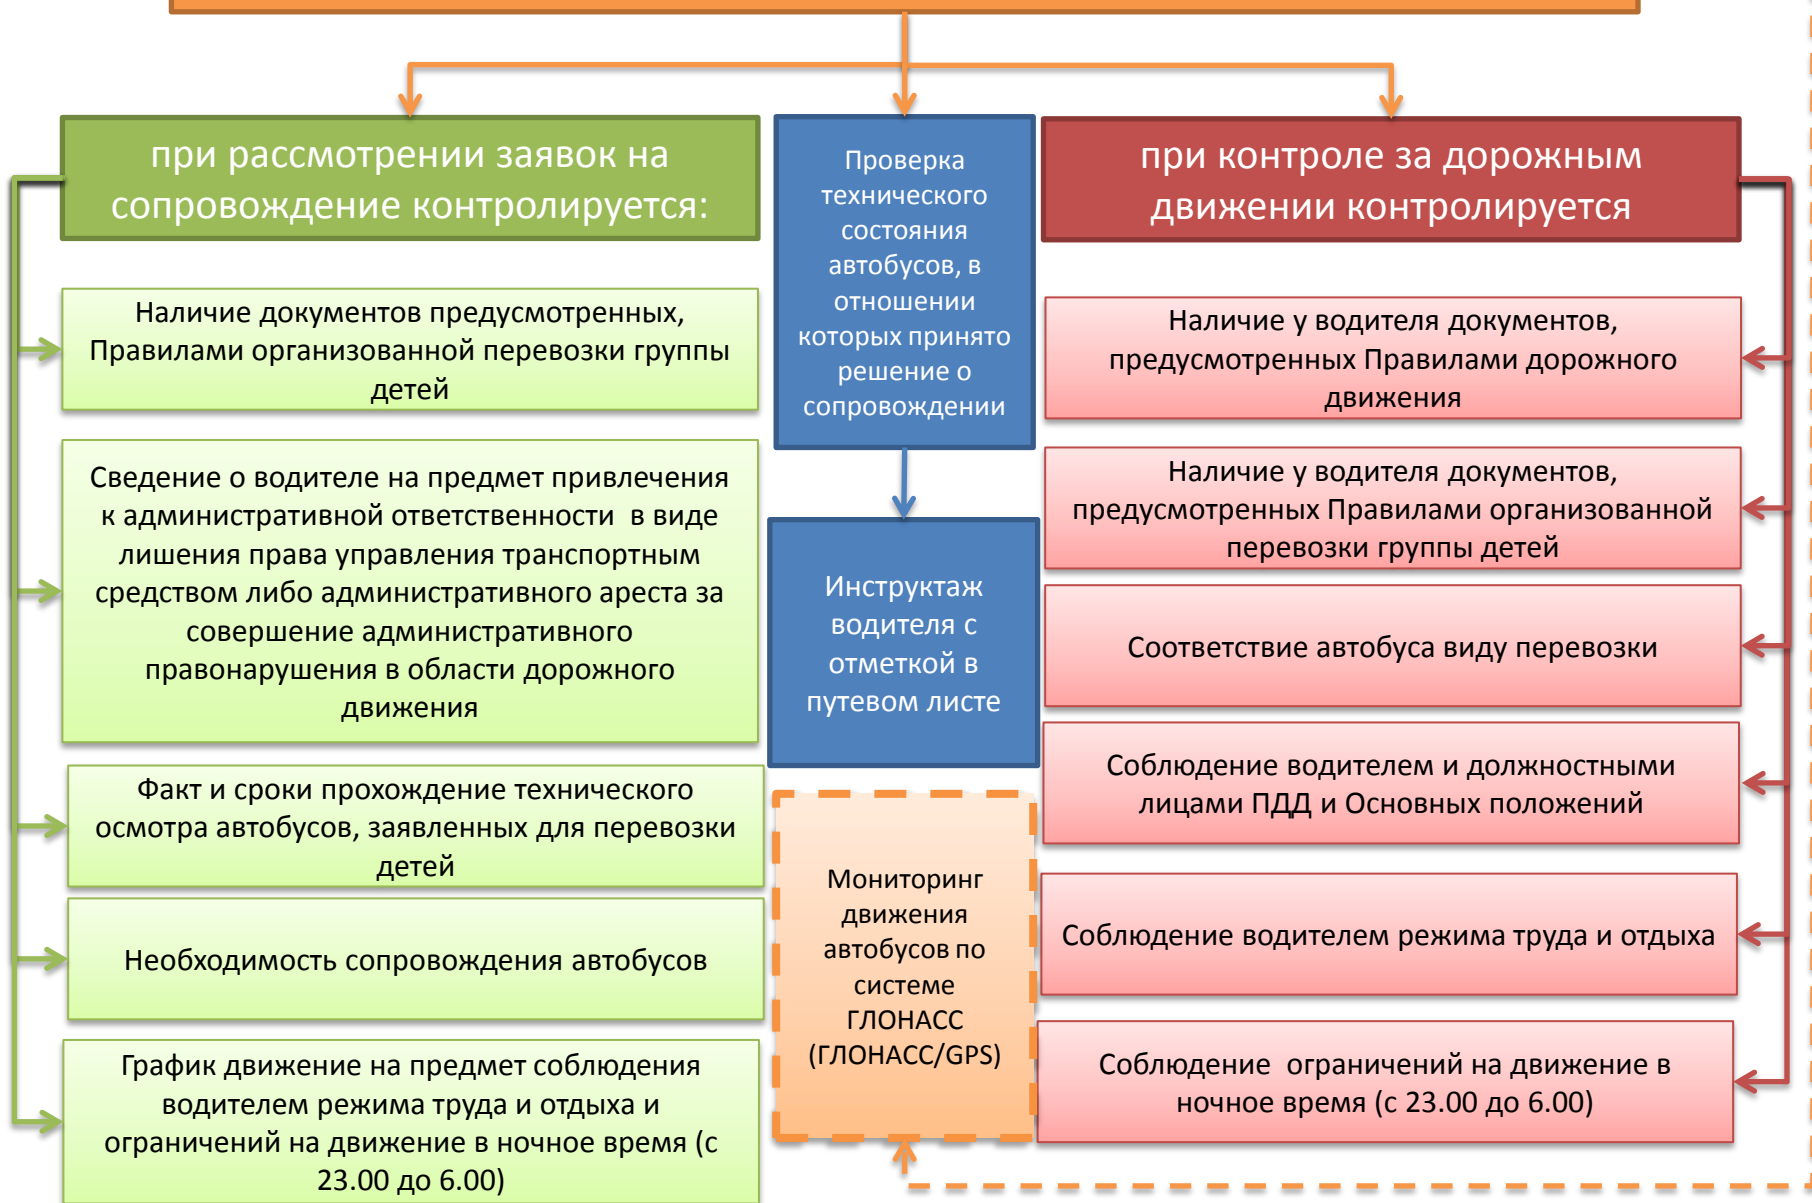 при рассмотрении заявок на
сопровождение контролируется:
Наличие документов предусмотренных,
Правилами организованной перевозки группы
детей
Сведение о водителе на предмет привлечения
к административной ответственности  в виде
лишения права управления транспортным
средством либо административного ареста за
совершение административного
правонарушения в области дорожного
движения
Факт и сроки прохождение технического
осмотра автобусов, заявленных для перевозки
детей
Необходимость сопровождения автобусов
График движение на предмет соблюдения
водителем режима труда и отдыха и
ограничений на движение в ночное время (с
23.00 до 6.00)
Проверка
технического
состояния
автобусов, в
отношении
которых принято
решение о
сопровождении
Инструктаж
водителя с
отметкой в
путевом листе
Мониторинг
движения
автобусов по
системе
ГЛОНАСС
(ГЛОНАСС/GPS)
при контроле за дорожным
движении контролируется
Наличие у водителя документов,
предусмотренных Правилами дорожного
движения
Наличие у водителя документов,
предусмотренных Правилами организованной
перевозки группы детей
Соответствие автобуса виду перевозки
Соблюдение водителем и должностными
лицами ПДД и Основных положений
Соблюдение водителем режима труда и отдыха
Соблюдение  ограничений на движение в
ночное время (с 23.00 до 6.00)